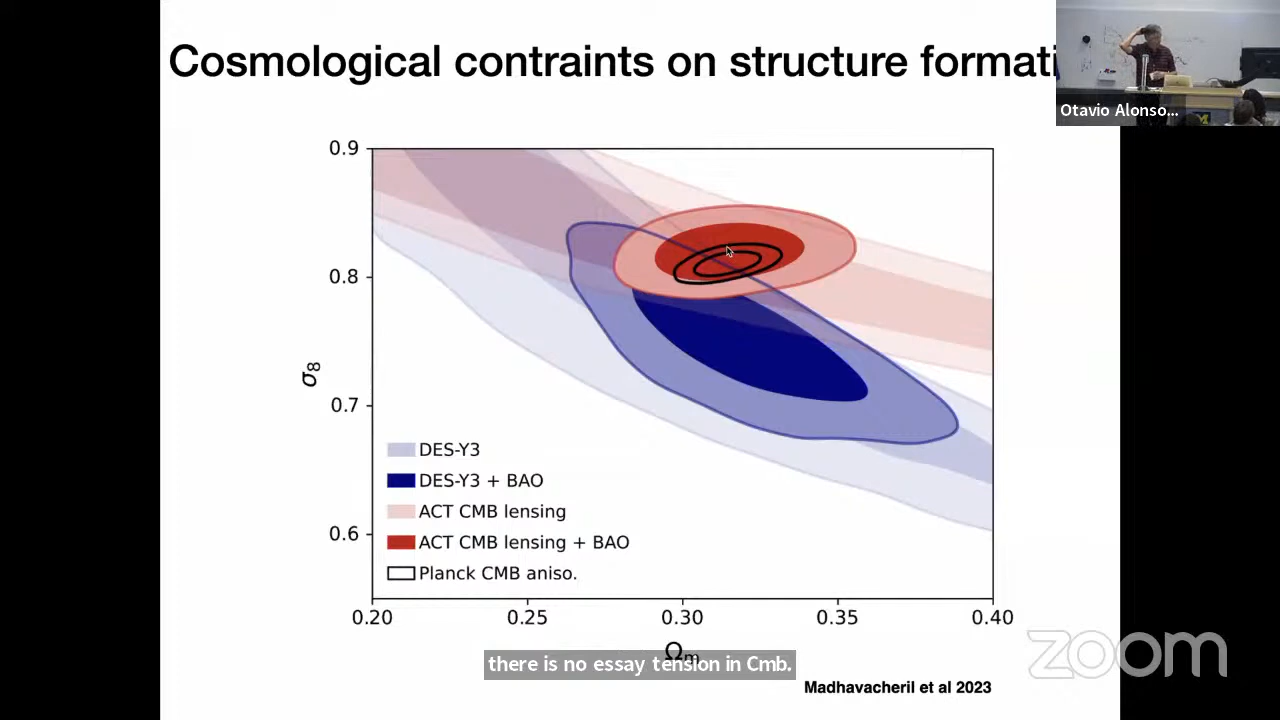 Cosmological contraints on structure formati
Otavio Alonso...
0.9
0.8
0.7
0.6
σ8
DES-Y3
DES-Y3 + BAO
ACT CMB lensing
ACT CMB lensing + BAO
Planck CMB aniso.
0.20 0.25 0.30 0.35 0.40
Ωm
there is no essay tension in Cmb.
zoom
Madhavacheril et al 2023